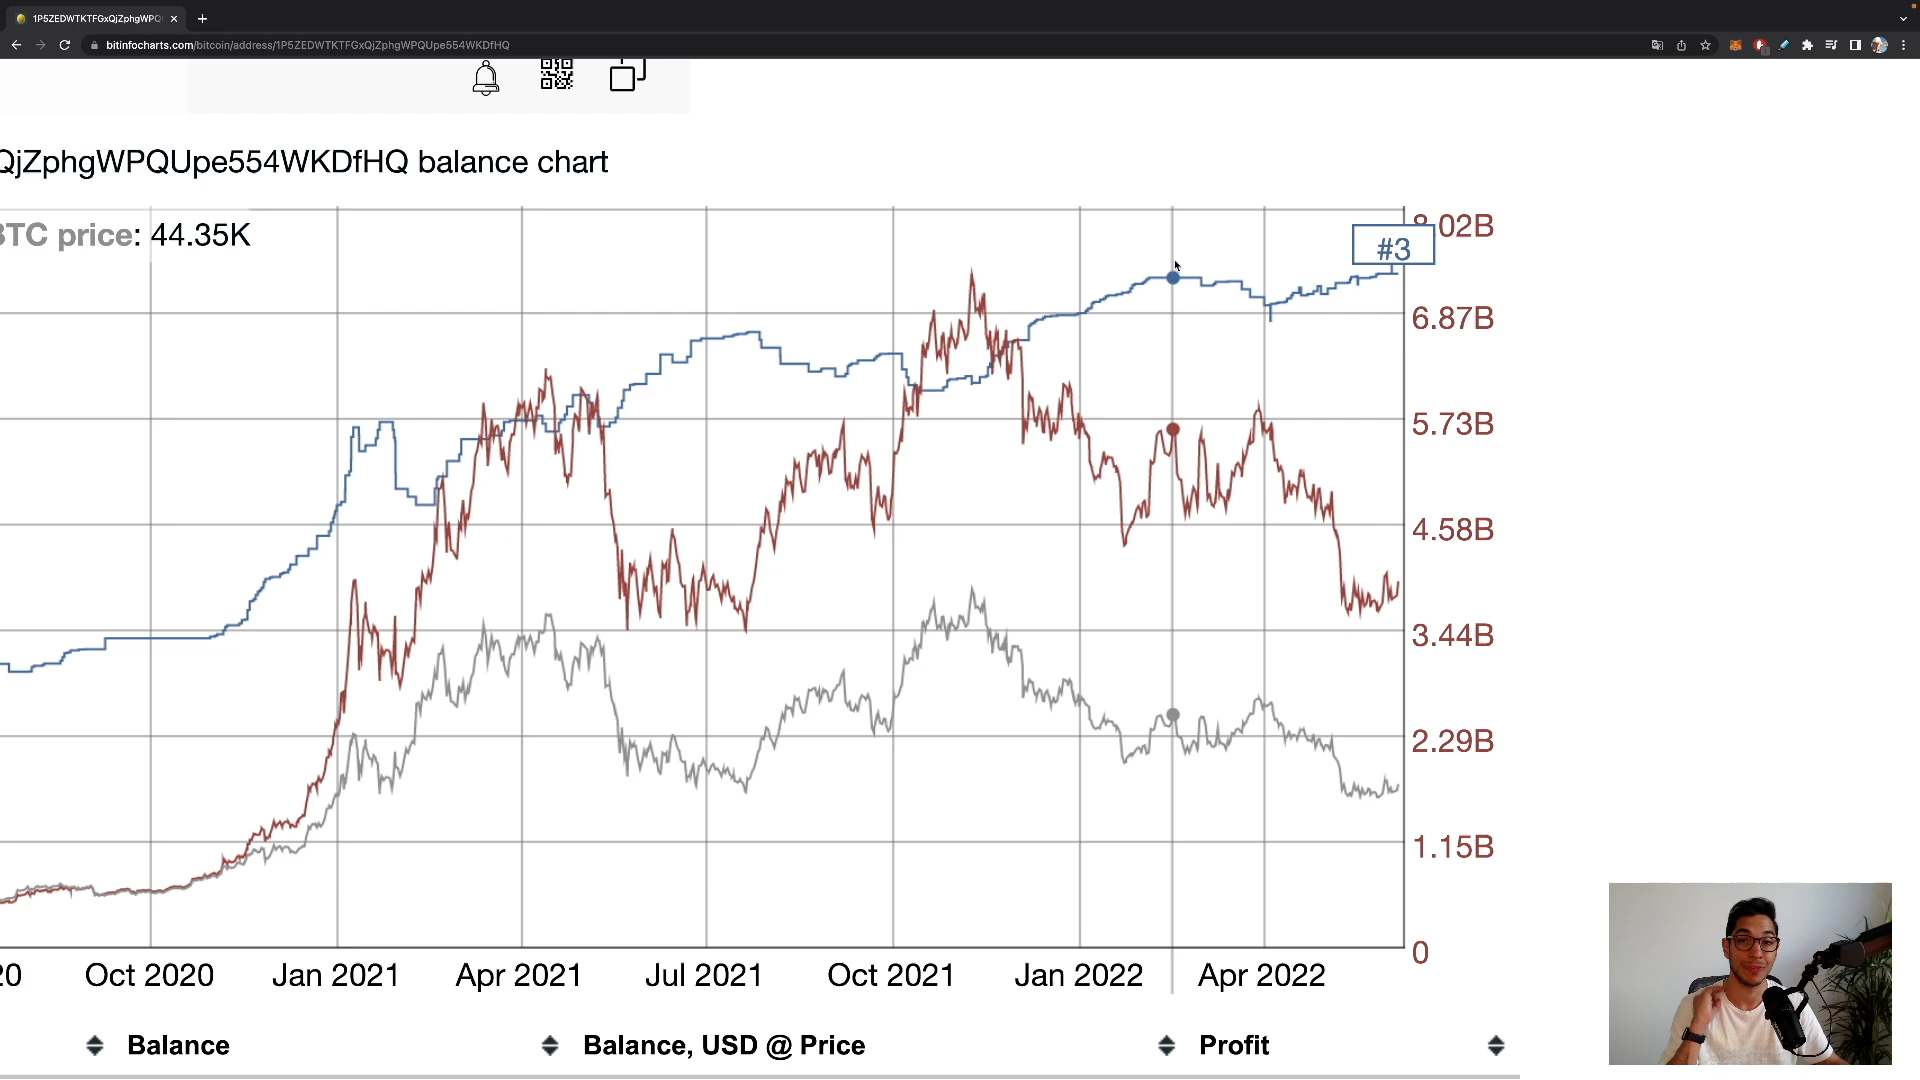 1P5ZEDWTKTFGxQjZphgWPQU
bitinfocharts.com/bitcoin/address/1P5ZEDWTKTFGxQjZphgWPQUpe554WKDfHQ
QjZphgWPQUpe554WKDfHQ balance chart
BTC price: 44.35K
#3
8.02B
6.87B
5.73B
4.58B
3.44B
2.29B
1.15B
0
20 Oct 2020 Jan 2021 Apr 2021 Jul 2021 Oct 2021 Jan 2022 Apr 2022
Balance Balance, USD @ Price Profit